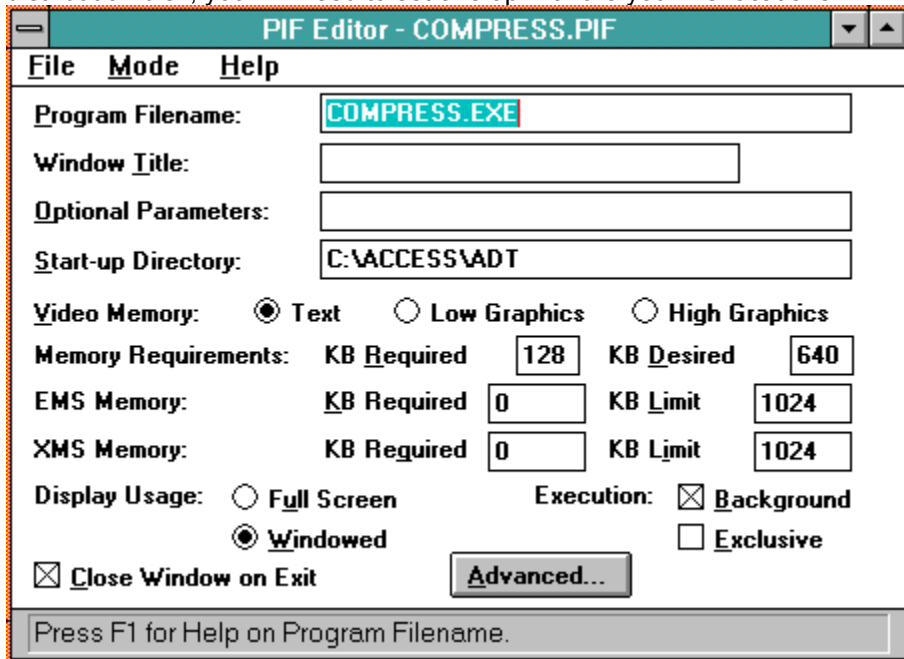 PIF Editor - COMPRESS.PIF
File Mode Help
Program Filename: COMPRESS.EXE
Window Title:
Optional Parameters:
Start-up Directory: C:\ACCESS\ADT
Video Memory: Text Low Graphics High Graphics
Memory Requirements: KB Required 128 KB Desired 640
EMS Memory: KB Required 0 KB Limit 1024
XMS Memory: KB Required 0 KB Limit 1024
Display Usage: Full Screen Execution: Background
Windowed Exclusive
Close Window on Exit Advanced...
Press F1 for Help on Program Filename.